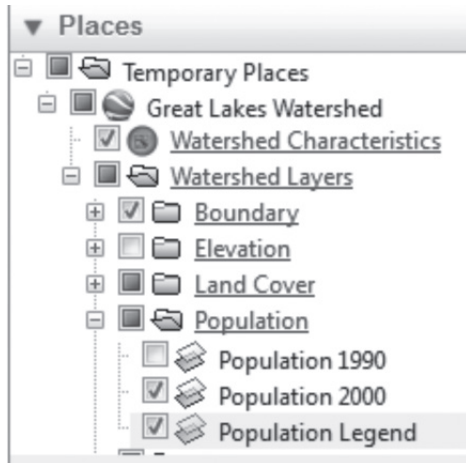 Places
Temporary Places
Great Lakes Watershed
Watershed Characteristics
Watershed Layers
Boundary
Elevation
Land Cover
Population
Population 1990
Population 2000
Population Legend